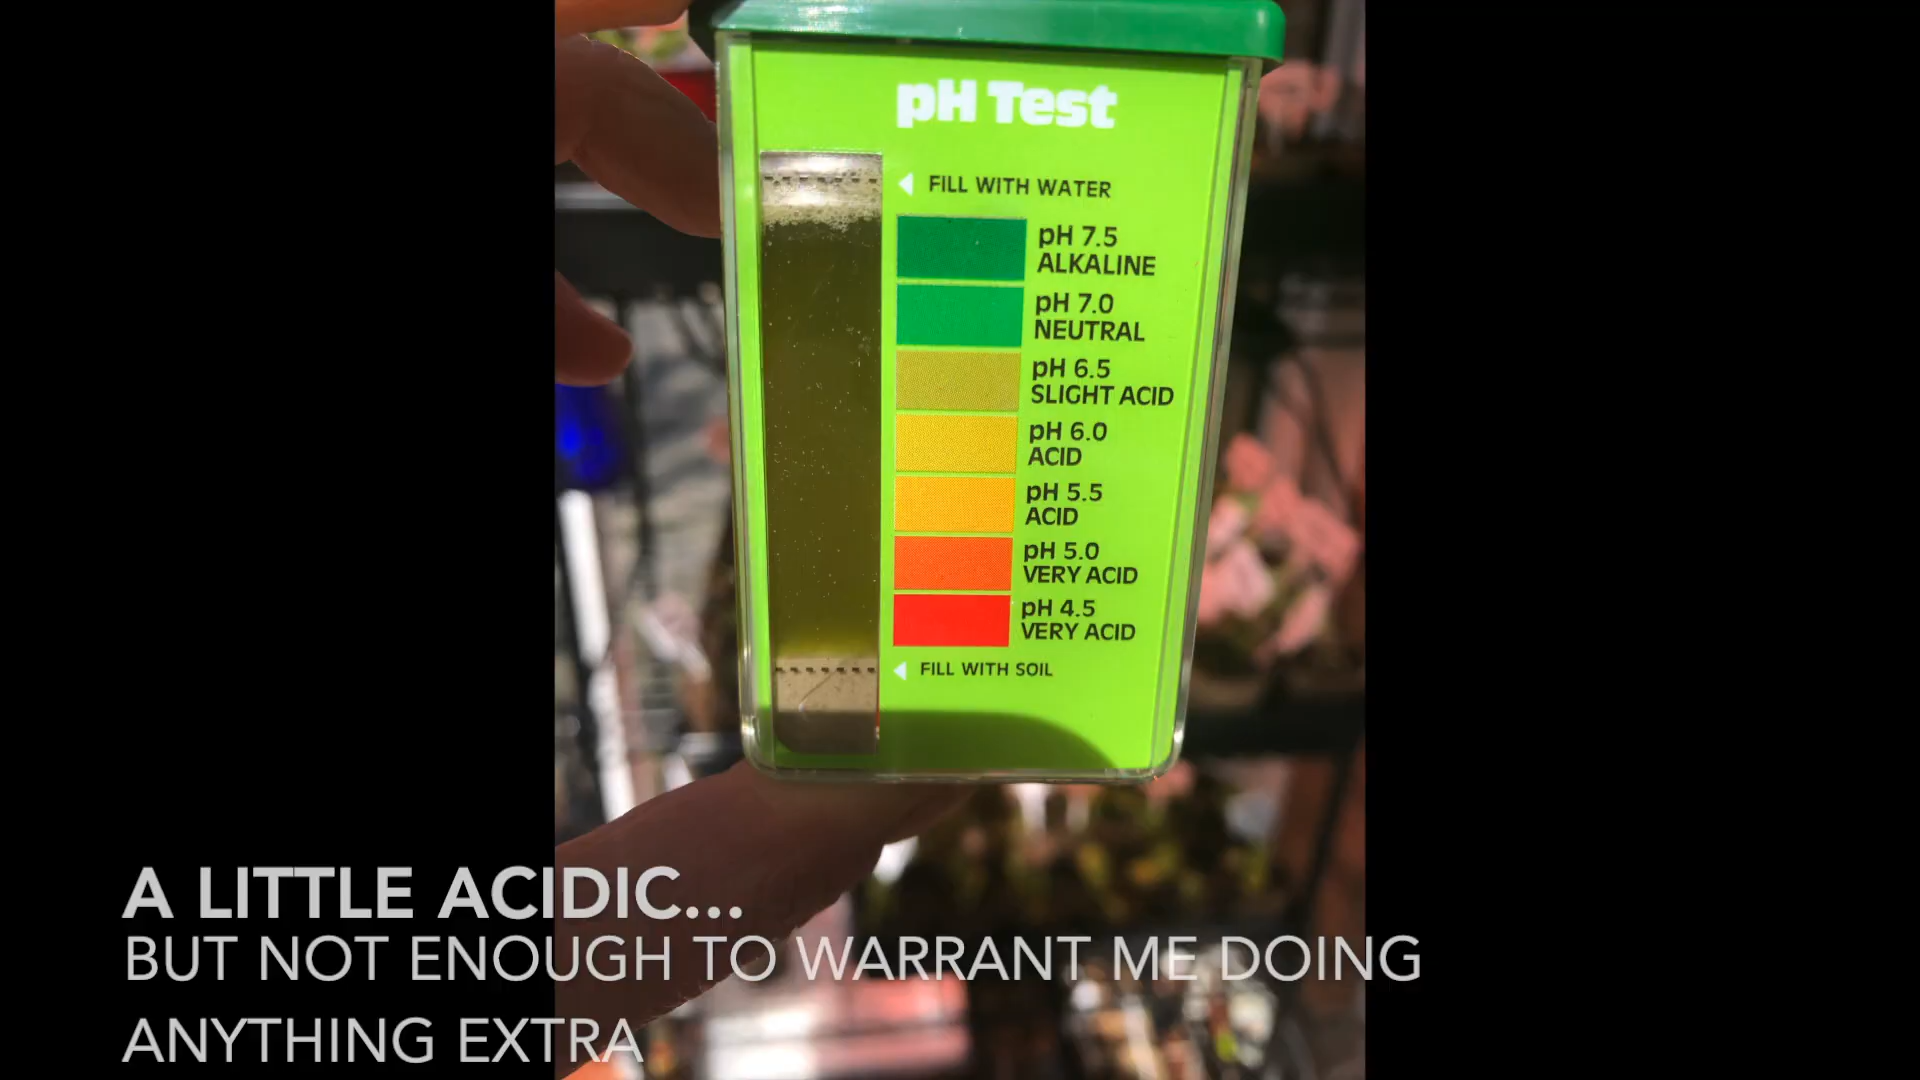 pH Test
FILL WITH WATER
pH 7.5
ALKALINE
pH 7.0
NEUTRAL
pH 6.5
SLIGHT ACID
pH 6.0
ACID
pH 5.5
ACID
pH 5.0
VERY ACID
pH 4.5
VERY ACID
FILL WITH SOIL
A LITTLE ACIDIC...
BUT NOT ENOUGH TO WARRANT ME DOING
ANYTHING EXTRA